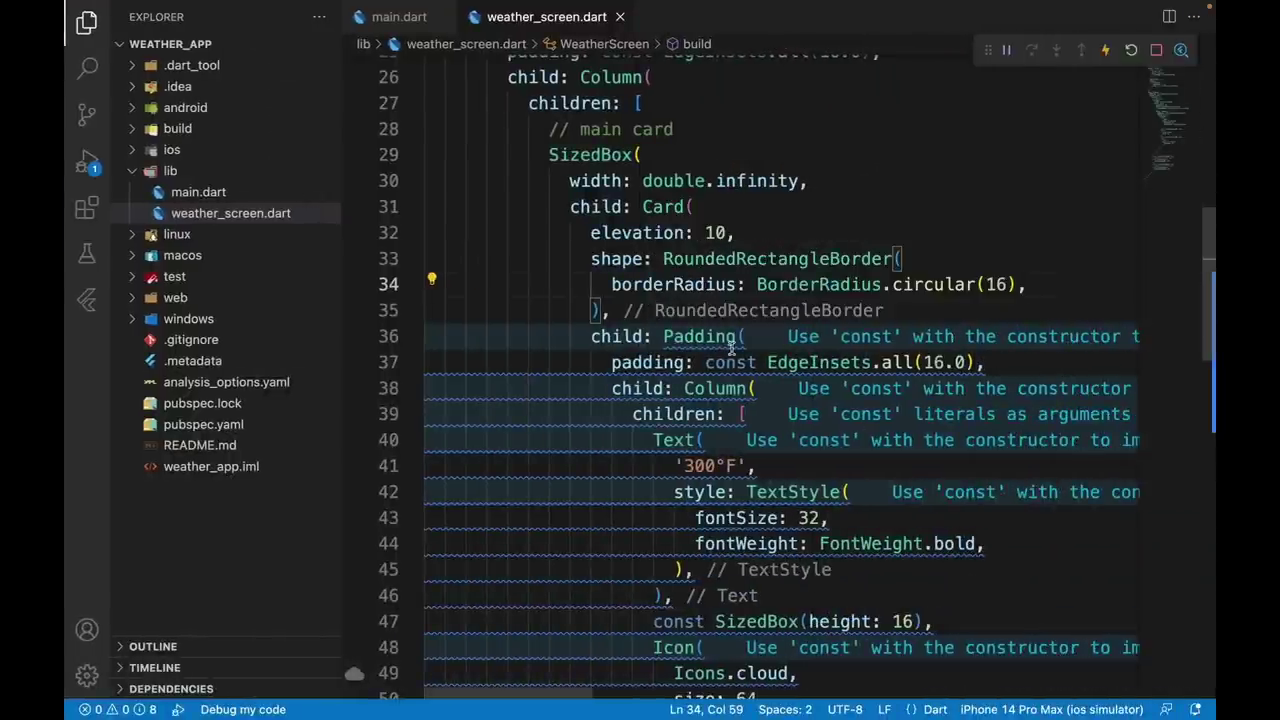 EXPLORER
main.dart
weather_screen.dart
WEATHER_APP
lib
weather_screen.dart
WeatherScreen
build
.dart_tool
.idea
android
build
ios
lib
main.dart
weather_screen.dart
linux
macos
test
web
windows
.gitignore
.metadata
analysis_options.yaml
pubspec.lock
pubspec.yaml
README.md
weather_app.iml
OUTLINE
TIMELINE
DEPENDENCIES
1
26 child: Column(
27 children: [
28 // main card
29 SizedBox(
30 width: double.infinity,
31 child: Card(
32 elevation: 10,
33 shape: RoundedRectangleBorder(
34 borderRadius: BorderRadius.circular(16),
35 ), // RoundedRectangleBorder
36 child: Padding( Use 'const' with the constructor t
37 padding: const EdgeInsets.all(16.0),
38 child: Column( Use 'const' with the constructor
39 children: [ Use 'const' literals as arguments
40 Text( Use 'const' with the constructor to im
41 '300°F',
42 style: TextStyle( Use 'const' with the con
43 fontSize: 32,
44 fontWeight: FontWeight.bold,
45 ), // TextStyle
46 ), // Text
47 const SizedBox(height: 16),
48 Icon( Use 'const' with the constructor to im
49 Icons.cloud,
0 0 8 Debug my code Ln 34, Col 59 Spaces: 2 UTF-8 LF {} Dart iPhone 14 Pro Max (ios simulator)